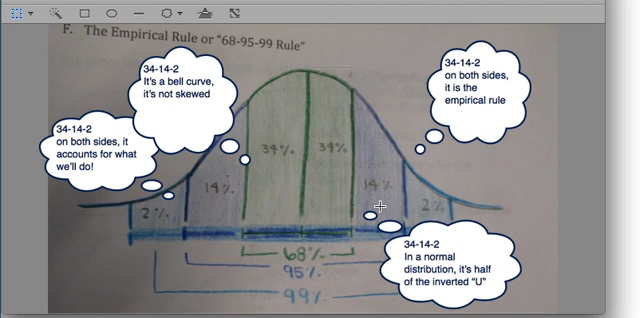 F. The Empirical Rule or "68-95-99 Rule"
34-14-2
It's a bell curve,
it's not skewed
34-14-2
on both sides,
it is the
empirical rule
34-14-2
on both sides, it
accounts for what
we'll do!
34%
34%
14%
14%
2%
2%
68%
95%
99%
34-14-2
In a normal
distribution, it's half
of the inverted "U"